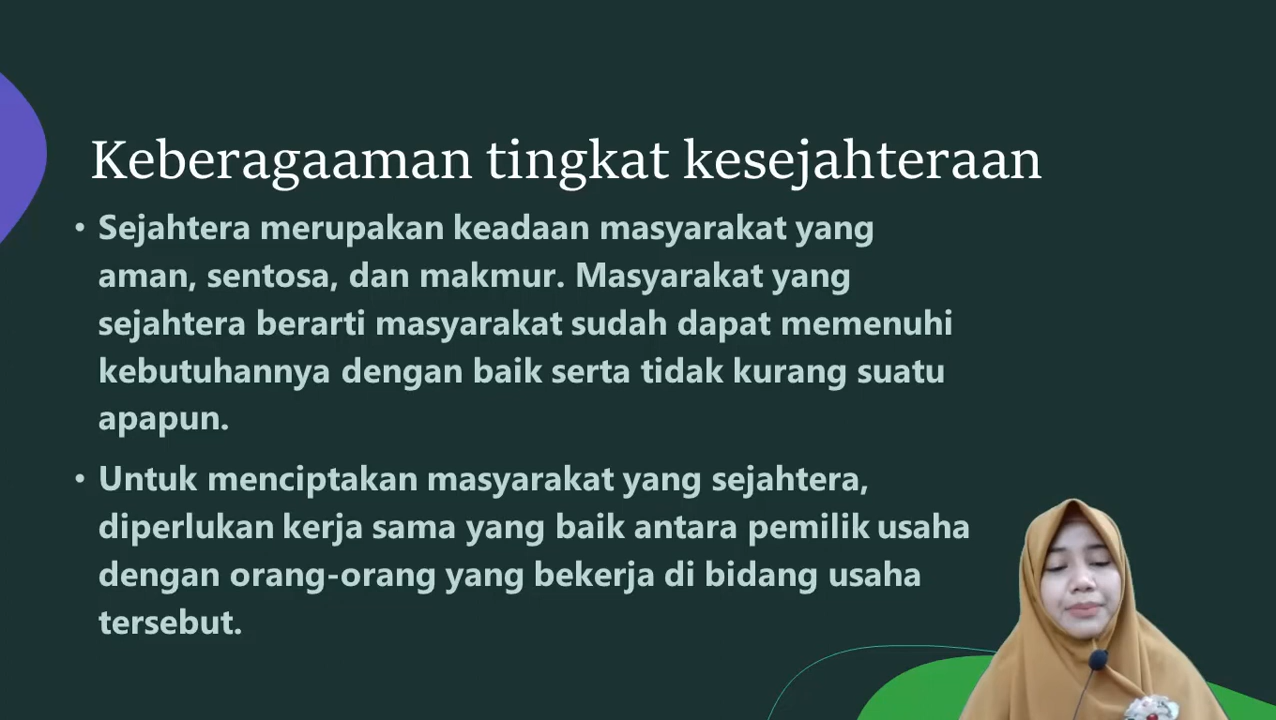 Keberagaaman tingkat kesejahteraan
• Sejahtera merupakan keadaan masyarakat yang
aman, sentosa, dan makmur. Masyarakat yang
sejahtera berarti masyarakat sudah dapat memenuhi
kebutuhannya dengan baik serta tidak kurang suatu
apapun.
• Untuk menciptakan masyarakat yang sejahtera,
diperlukan kerja sama yang baik antara pemilik usaha
dengan orang-orang yang bekerja di bidang usaha
tersebut.